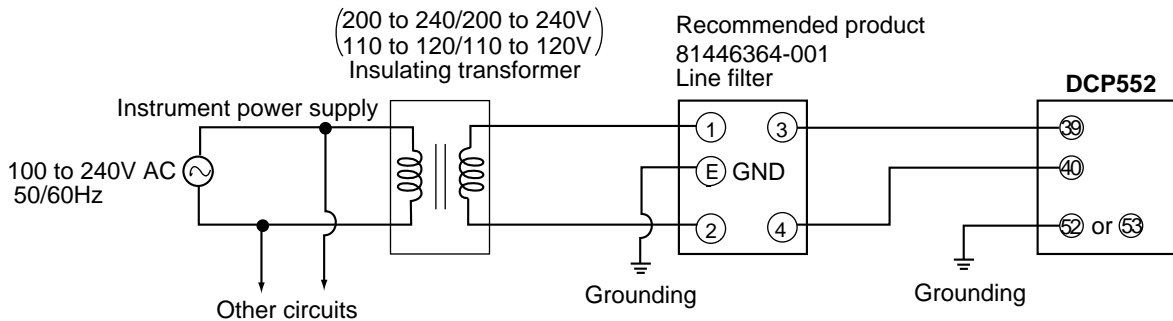 (200 to 240/200 to 240V
110 to 120/110 to 120V)
Insulating transformer
Recommended product
81446364-001
Line filter
DCP552
Instrument power supply
100 to 240V AC
50/60Hz
1
3
E GND
2
4
39
40
52 or 53
Other circuits
Grounding
Grounding